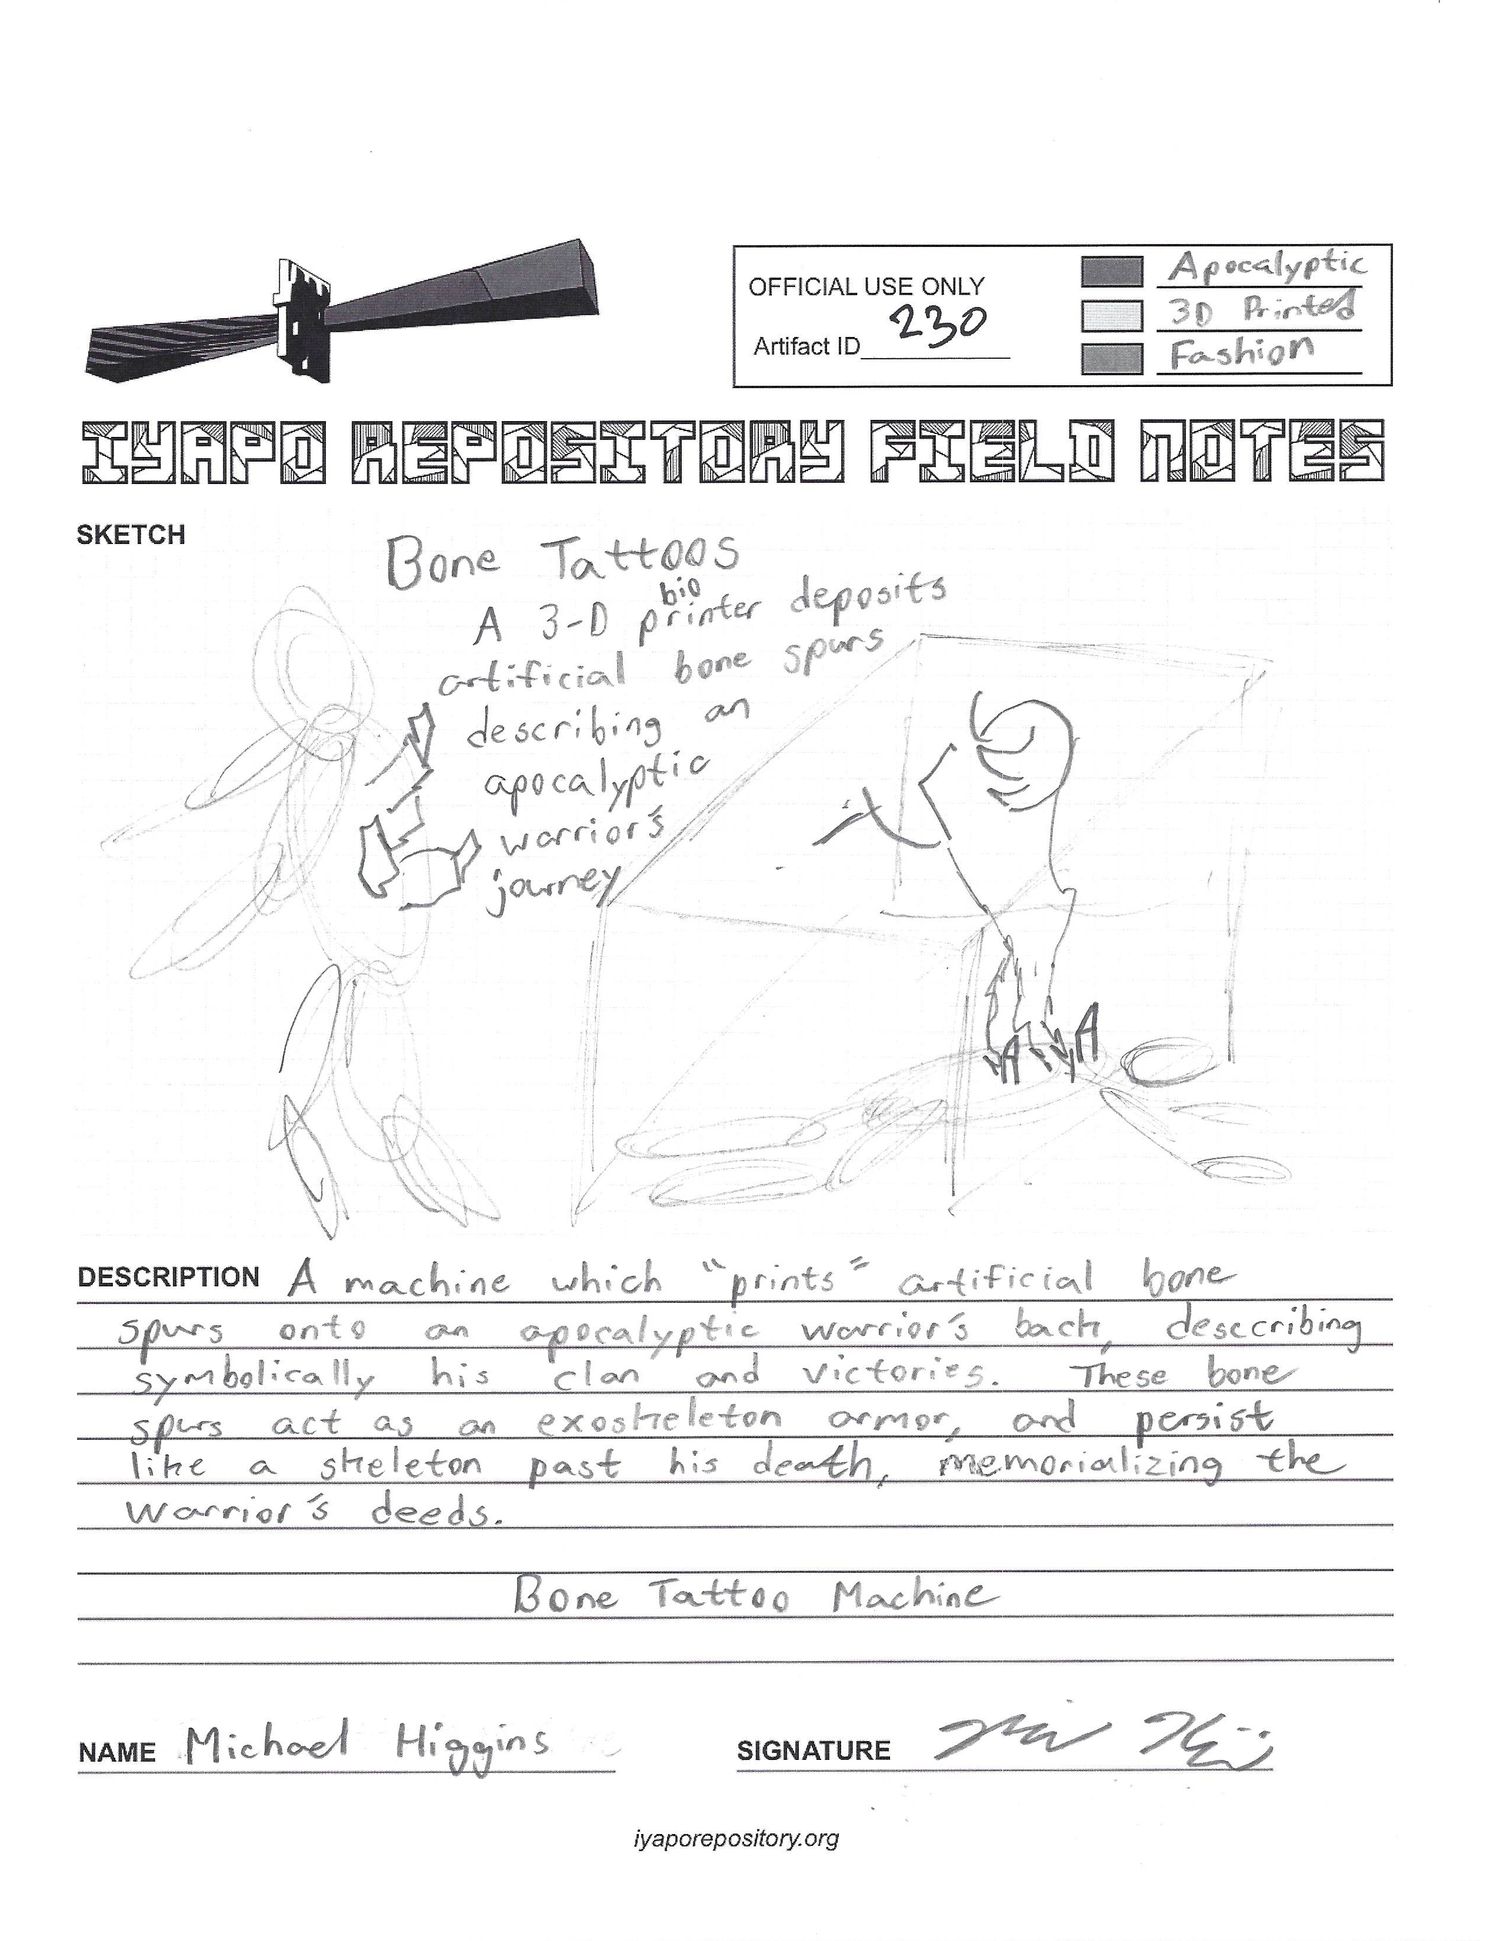 OFFICIAL USE ONLY
Artifact ID 230
Apocalyptic
3D Printed
Fashion
IYAPO REPOSITORY FIELD NOTES
SKETCH
Bone Tattoos
bio
A 3-D printer deposits
artificial bone spurs
describing an
apocalyptic
warrior's
journey
DESCRIPTION A machine which "prints" artificial bone
spurs onto an apocalyptic warrior's back, desccribing
symbolically his clan and victories. These bone
spurs act as an exoskeleton armor, and persist
like a skeleton past his death, memorializing the
warrior's deeds.
Bone Tattoo Machine
NAME Michael Higgins
SIGNATURE
iyaporepository.org